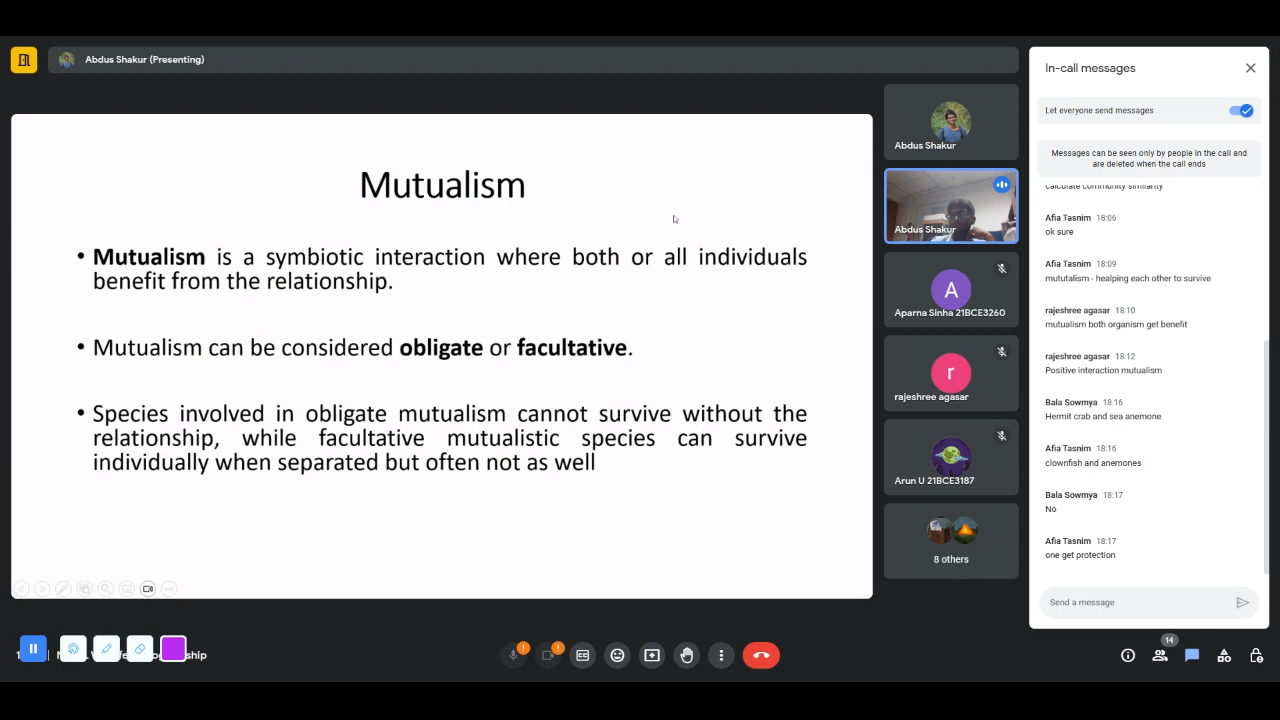 Abdus Shakur (Presenting)
Mutualism
• Mutualism is a symbiotic interaction where both or all individuals
benefit from the relationship.
• Mutualism can be considered obligate or facultative.
• Species involved in obligate mutualism cannot survive without the
relationship, while facultative mutualistic species can survive
individually when separated but often not as well
Abdus Shakur
Abdus Shakur
A
Aparna Sinha 21BCE3260
r
rajeshree agasar
Arun U 21BCE3187
8 others
In-call messages
Let everyone send messages
Messages can be seen only by people in the call and
are deleted when the call ends
calculate community similarity
Afia Tasnim 18:06
ok sure
Afia Tasnim 18:09
mututalism - healping each other to survive
rajeshree agasar 18:10
mutualism both organism get benefit
rajeshree agasar 18:12
Positive interaction mutualism
Bala Sowmya 18:16
Hermit crab and sea anemone
Afia Tasnim 18:16
clownfish and anemones
Bala Sowmya 18:17
No
Afia Tasnim 18:17
one get protection
Send a message
14